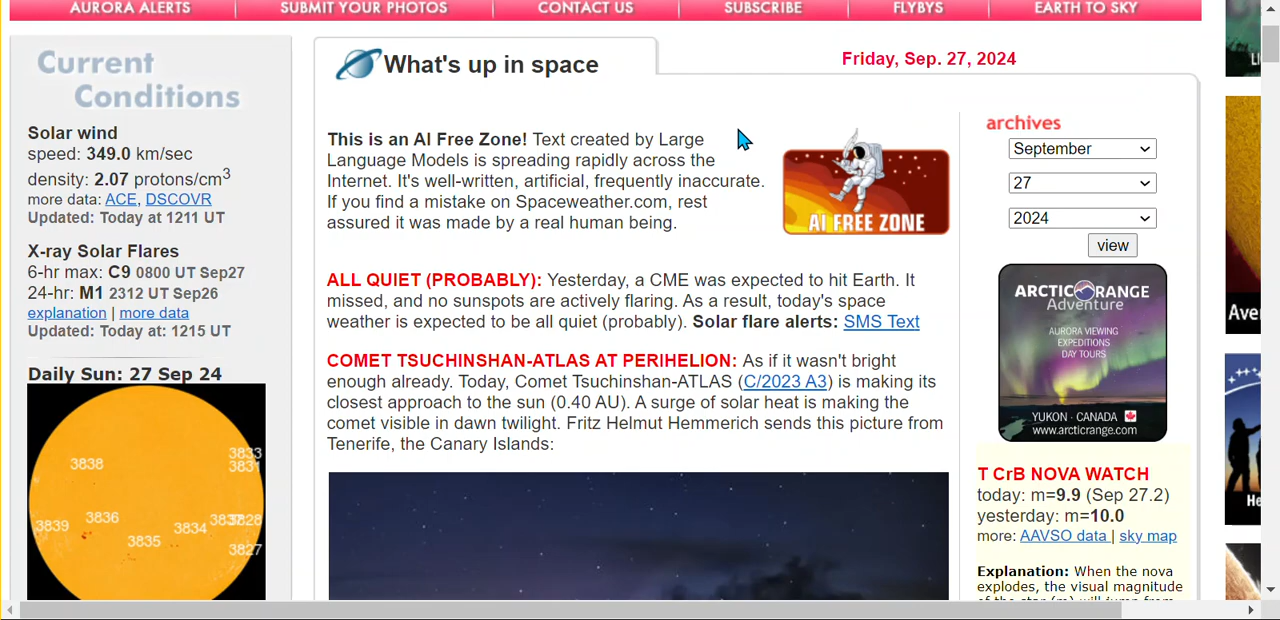 AURORA ALERTS
SUBMIT YOUR PHOTOS
CONTACT US
SUBSCRIBE
FLYBYS
EARTH TO SKY
Current
Conditions
Solar wind
speed: 349.0 km/sec
density: 2.07 protons/cm3
more data: ACE, DSCOVR
Updated: Today at 1211 UT
X-ray Solar Flares
6-hr max: C9 0800 UT Sep27
24-hr: M1 2312 UT Sep26
explanation | more data
Updated: Today at: 1215 UT
Daily Sun: 27 Sep 24
3833
3838
3831
3836
3839
3834
3828
3835
3827
What's up in space
Friday, Sep. 27, 2024
This is an AI Free Zone! Text created by Large
Language Models is spreading rapidly across the
Internet. It's well-written, artificial, frequently inaccurate.
If you find a mistake on Spaceweather.com, rest
assured it was made by a real human being.
AI FREE ZONE
ALL QUIET (PROBABLY): Yesterday, a CME was expected to hit Earth. It
missed, and no sunspots are actively flaring. As a result, today's space
weather is expected to be all quiet (probably). Solar flare alerts: SMS Text
COMET TSUCHINSHAN-ATLAS AT PERIHELION: As if it wasn't bright
enough already. Today, Comet Tsuchinshan-ATLAS (C/2023 A3) is making its
closest approach to the sun (0.40 AU). A surge of solar heat is making the
comet visible in dawn twilight. Fritz Helmut Hemmerich sends this picture from
Tenerife, the Canary Islands:
archives
September
27
2024
view
ARCTIC RANGE
Adventure
AURORA VIEWING
EXPEDITIONS
DAY TOURS
YUKON · CANADA
www.arcticrange.com
T CrB NOVA WATCH
today: m=9.9 (Sep 27.2)
yesterday: m=10.0
more: AAVSO data | sky map
Explanation: When the nova
explodes, the visual magnitude